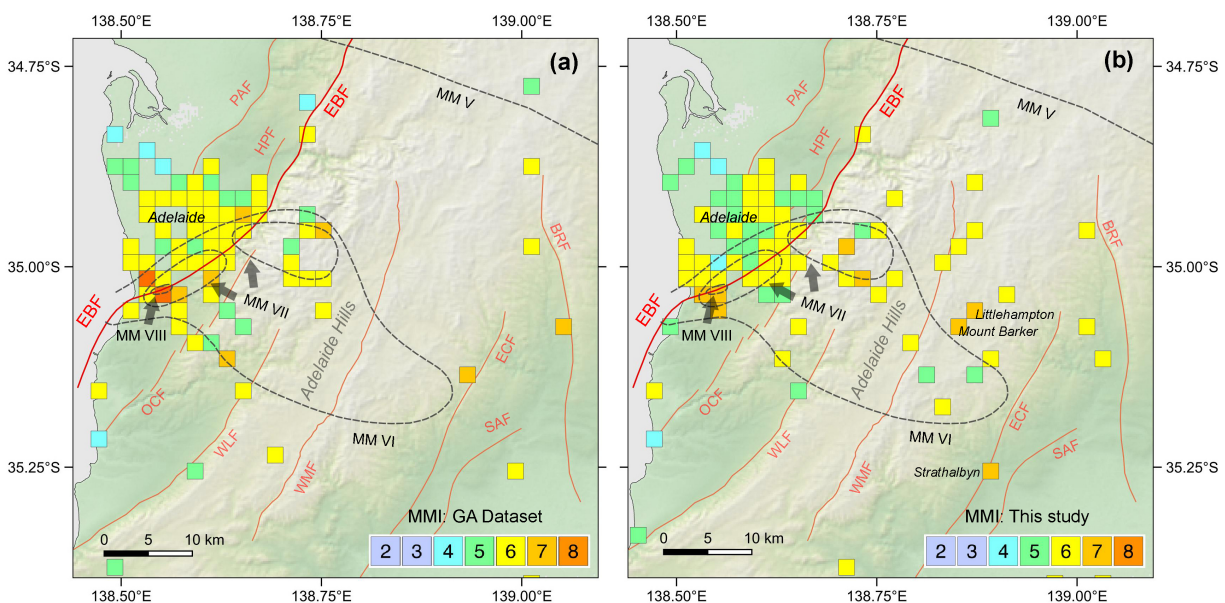 138.50°E 138.75°E 139.00°E 138.50°E 138.75°E 139.00°E
34.75°S
(a)
PAF
EBF
MM V
HPF
Adelaide
BRF
35.00°S
EBF
MM VII
MM VIII
Adelaide Hills
ECF
OCF
MM VI
SAF
WLF
35.25°S
WMF
MMI: GA Dataset
0 5 10 km
2 3 4 5 6 7 8
138.50°E 138.75°E 139.00°E
(b)
34.75°S
PAF
EBF
MM V
HPF
Adelaide
BRF
35.00°S
EBF
MM VII
MM VIII
Littlehampton
Mount Barker
Adelaide Hills
OCF
ECF
MM VI
SAF
WLF
Strathalbyn
35.25°S
WMF
MMI: This study
0 5 10 km
2 3 4 5 6 7 8
138.50°E 138.75°E 139.00°E